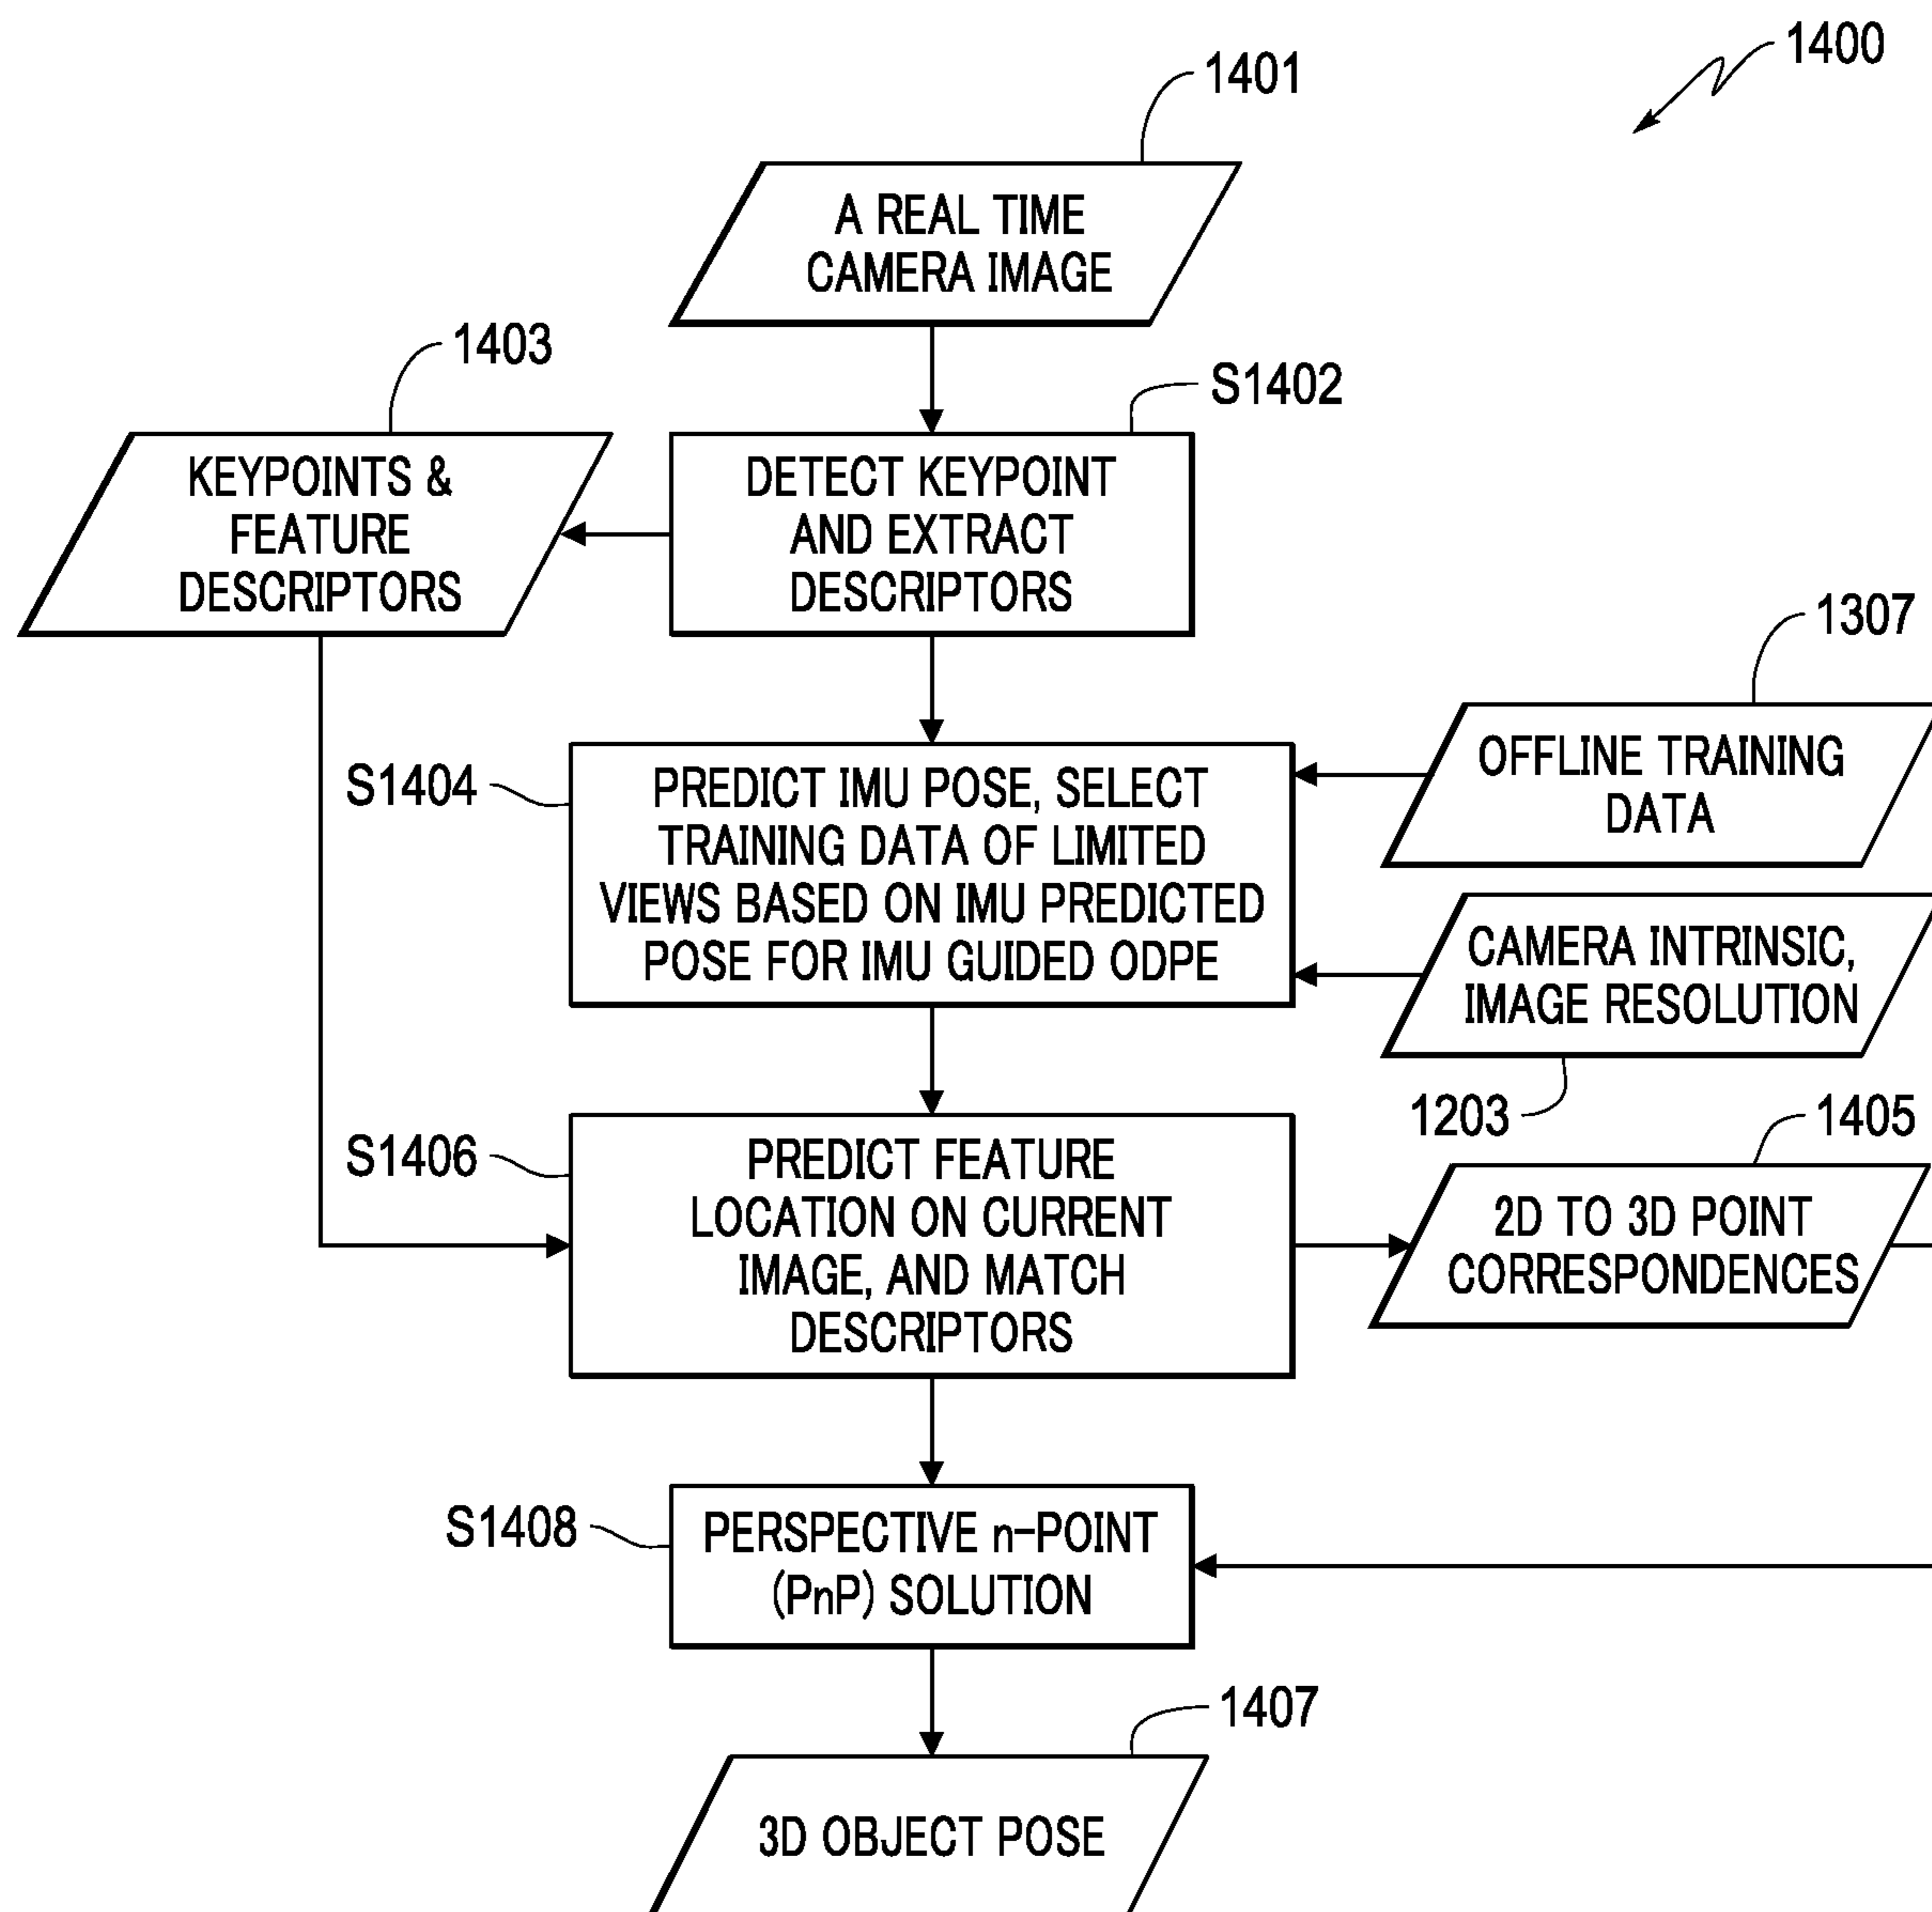 1400
1401
A REAL TIME
CAMERA IMAGE
1403
S1402
KEYPOINTS &
FEATURE
DESCRIPTORS
DETECT KEYPOINT
AND EXTRACT
DESCRIPTORS
1307
S1404
PREDICT IMU POSE, SELECT
TRAINING DATA OF LIMITED
VIEWS BASED ON IMU PREDICTED
POSE FOR IMU GUIDED ODPE
OFFLINE TRAINING
DATA
CAMERA INTRINSIC,
IMAGE RESOLUTION
1203
1405
S1406
PREDICT FEATURE
LOCATION ON CURRENT
IMAGE, AND MATCH
DESCRIPTORS
2D TO 3D POINT
CORRESPONDENCES
S1408
PERSPECTIVE n-POINT
(PnP) SOLUTION
1407
3D OBJECT POSE